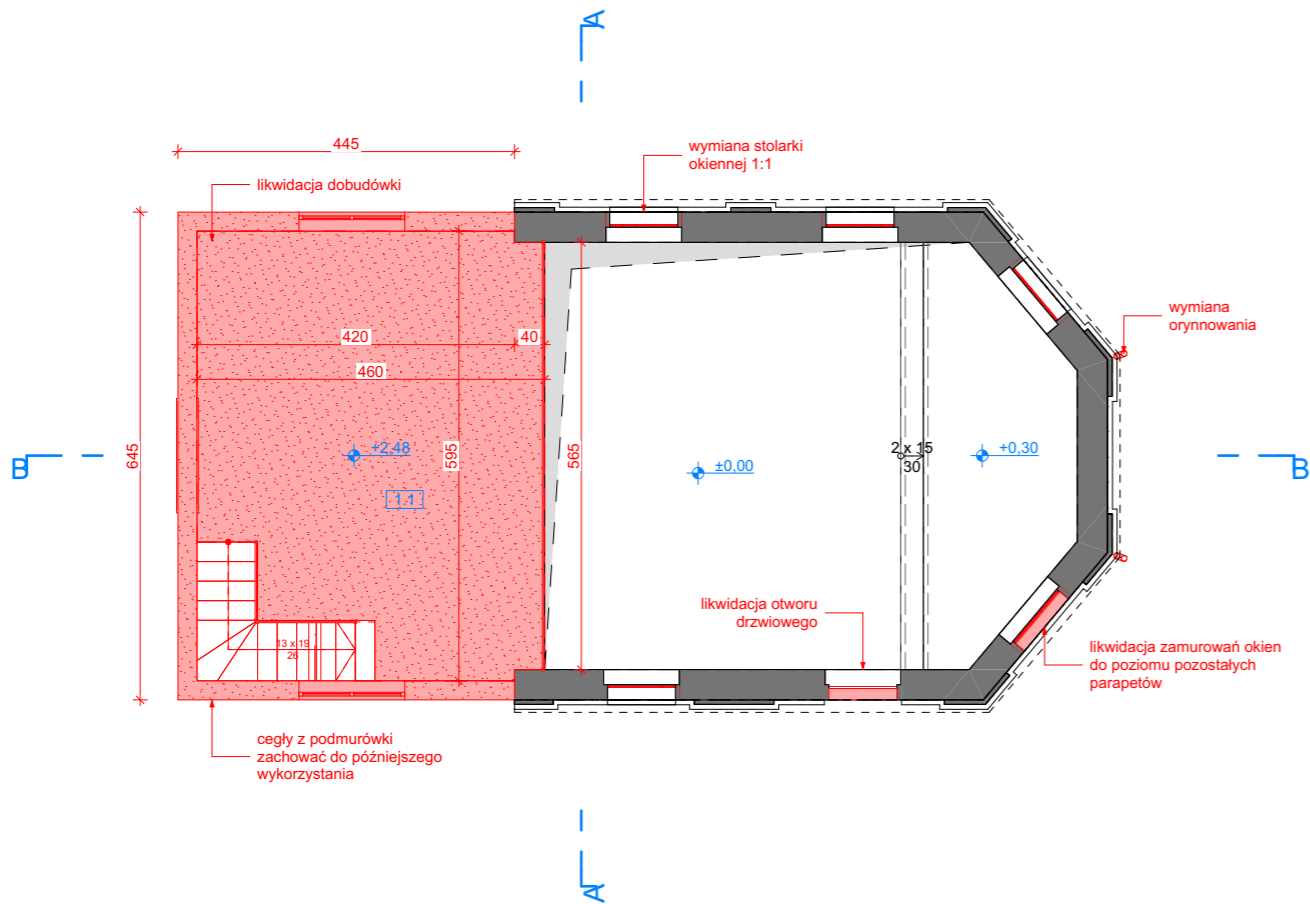 A
445
wymiana stolarki
okiennej 1:1
likwidacja dobudówki
wymiana
orynnowania
420
40
460
645
595
565
B
+2,48
1.1
±0,00
2 x 15
30
+0,30
B
likwidacja otworu
drzwiowego
13 x 19
26
likwidacja zamurowań okien
do poziomu pozostałych
parapetów
cegły z podmurówki
zachować do późniejszego
wykorzystania
A